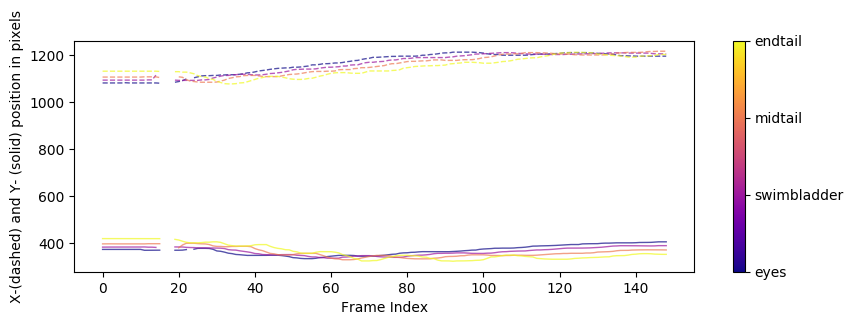 X-(dashed) and Y- (solid) position in pixels
1200
1000
800
600
400
0 20 40 60 80 100 120 140
Frame Index
endtail
midtail
swimbladder
eyes